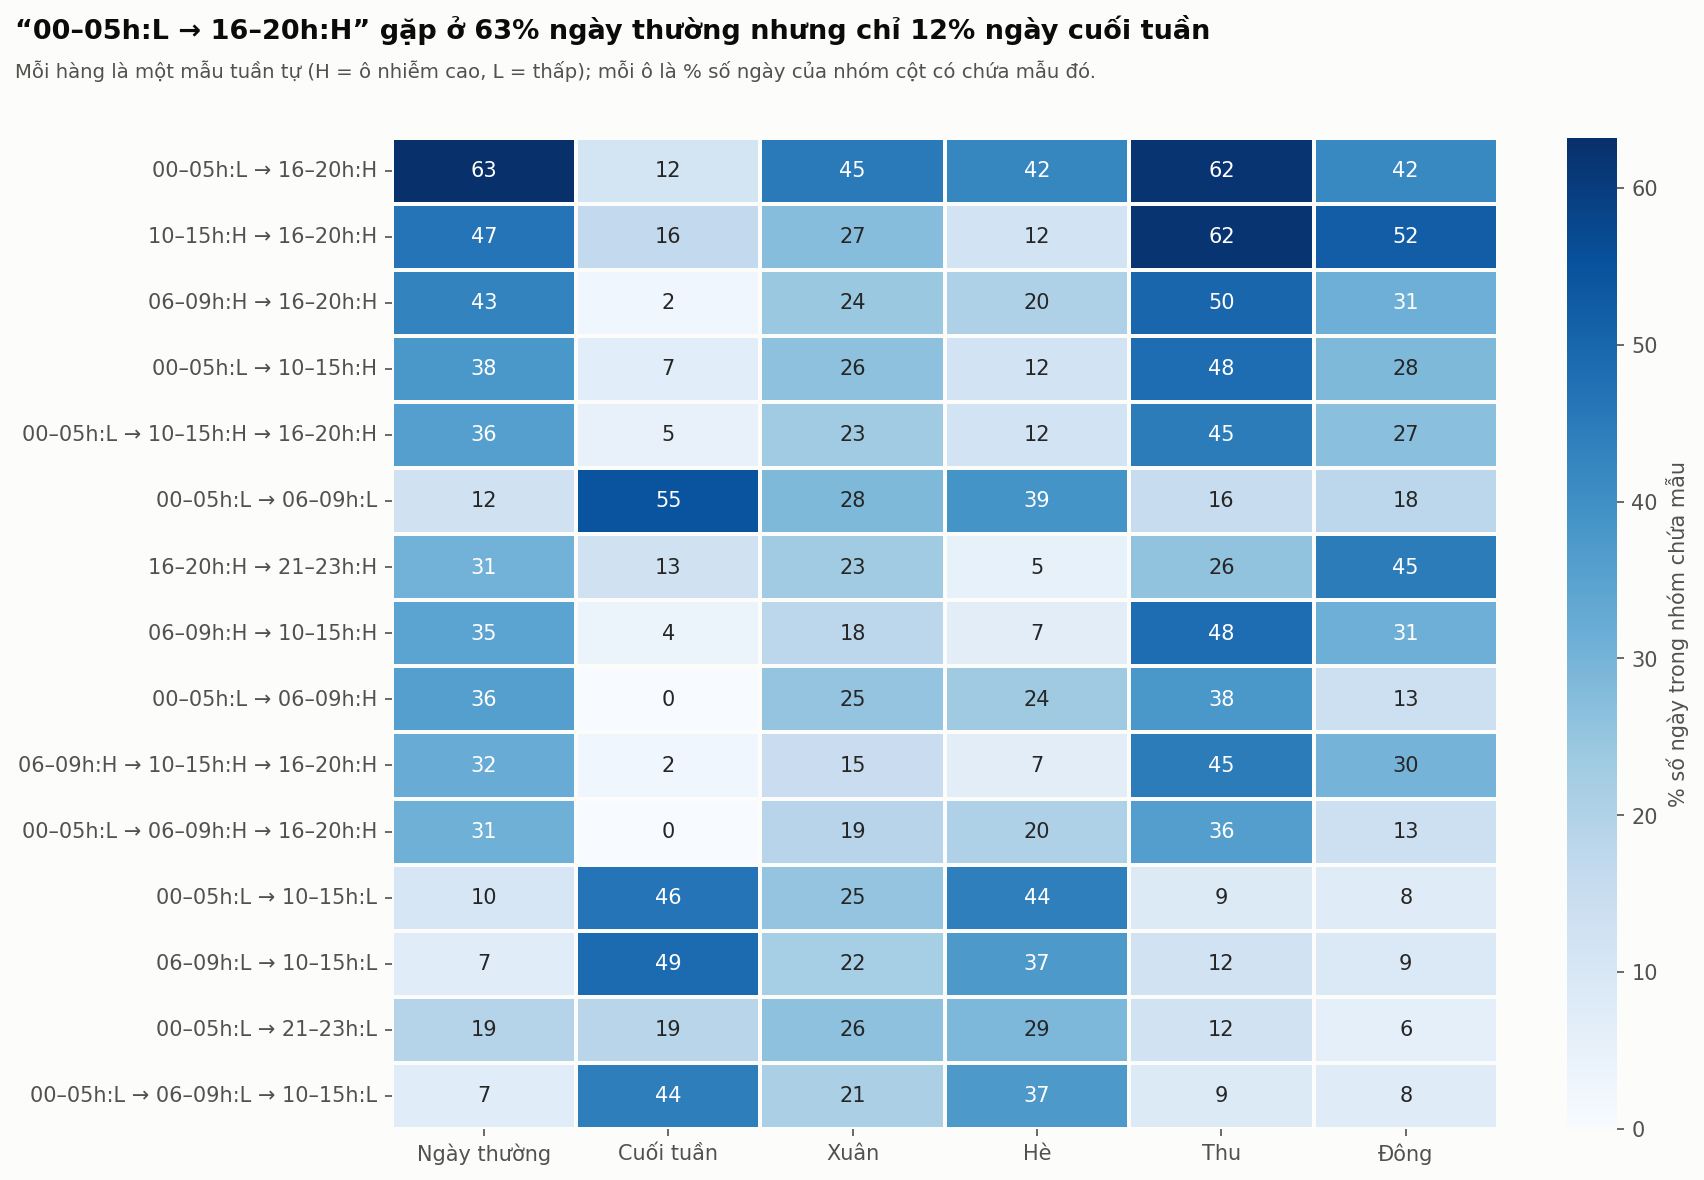 “00–05h:L → 16–20h:H” gặp ở 63% ngày thường nhưng chỉ 12% ngày cuối tuần
Mỗi hàng là một mẫu tuần tự (H = ô nhiễm cao, L = thấp); mỗi ô là % số ngày của nhóm cột có chứa mẫu đó.
00–05h:L → 16–20h:H 63 12 45 42 62 42
10–15h:H → 16–20h:H 47 16 27 12 62 52
06–09h:H → 16–20h:H 43 2 24 20 50 31
00–05h:L → 10–15h:H 38 7 26 12 48 28
00–05h:L → 10–15h:H → 16–20h:H 36 5 23 12 45 27
00–05h:L → 06–09h:L 12 55 28 39 16 18
16–20h:H → 21–23h:H 31 13 23 5 26 45
06–09h:H → 10–15h:H 35 4 18 7 48 31
00–05h:L → 06–09h:H 36 0 25 24 38 13
06–09h:H → 10–15h:H → 16–20h:H 32 2 15 7 45 30
00–05h:L → 06–09h:H → 16–20h:H 31 0 19 20 36 13
00–05h:L → 10–15h:L 10 46 25 44 9 8
06–09h:L → 10–15h:L 7 49 22 37 12 9
00–05h:L → 21–23h:L 19 19 26 29 12 6
00–05h:L → 06–09h:L → 10–15h:L 7 44 21 37 9 8
Ngày thường Cuối tuần Xuân Hè Thu Đông
60
50
40
30
20
10
0
% số ngày trong nhóm chứa mẫu